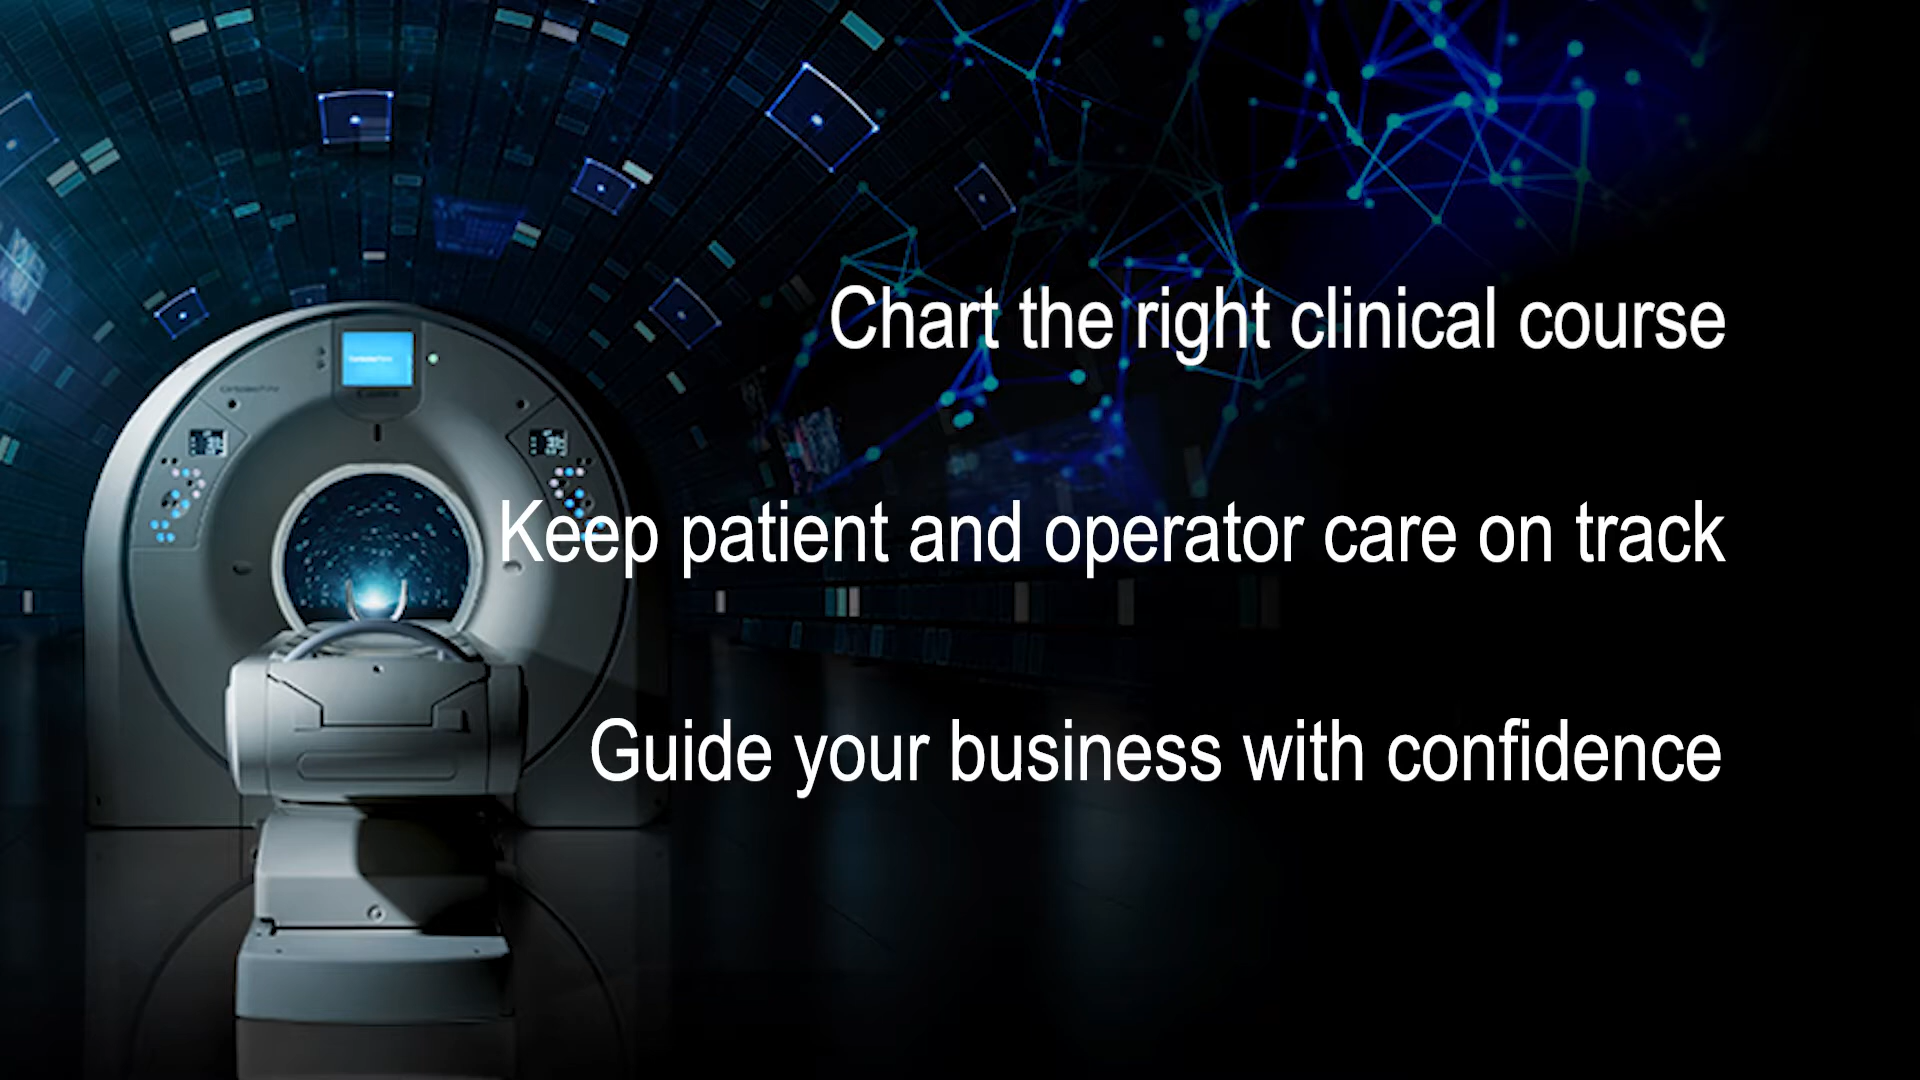 Chart the right clinical course
Keep patient and operator care on track
Guide your business with confidence